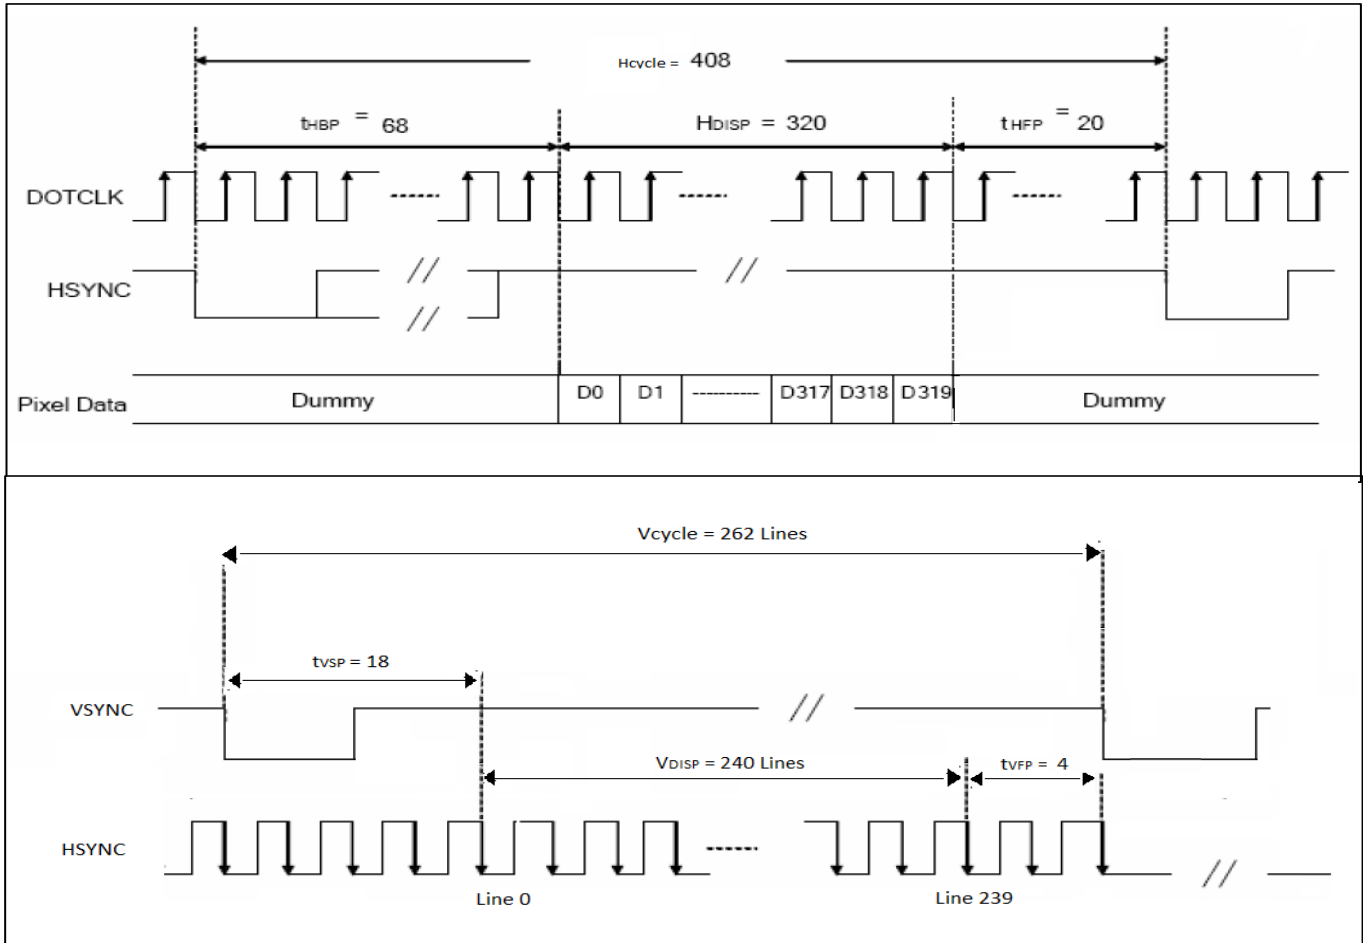 Hcycle = 408
tHBP = 68
HDISP = 320
tHFP = 20
DOTCLK
HSYNC
Pixel Data
Dummy
D0
D1
D317
D318
D319
Dummy
Vcycle = 262 Lines
tVSP = 18
VSYNC
VDISP = 240 Lines
tVFP = 4
HSYNC
Line 0
Line 239